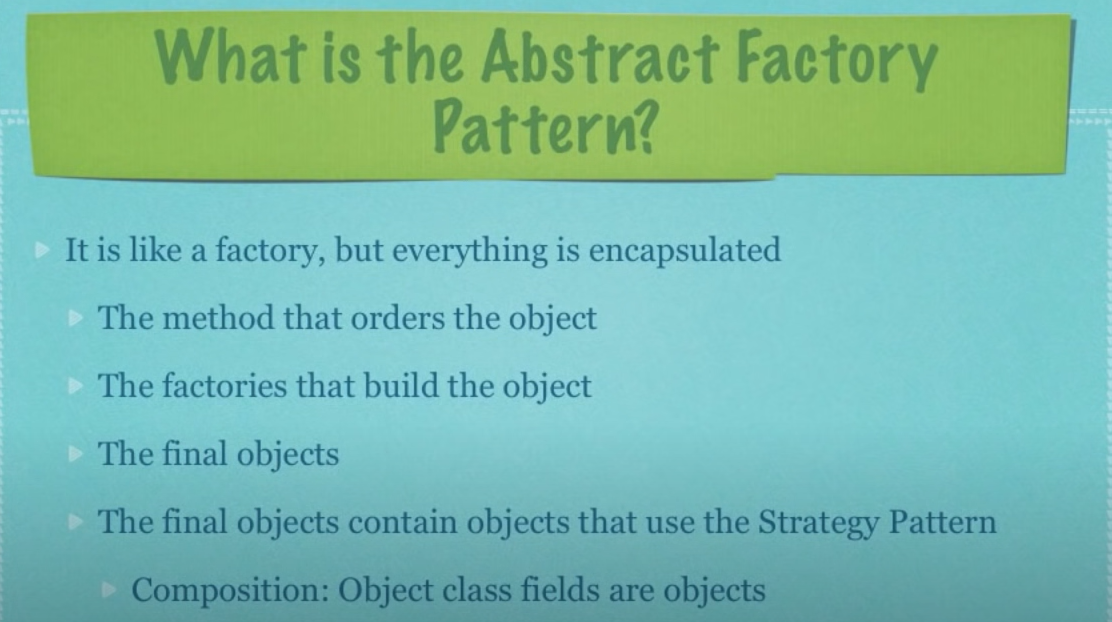 What is the Abstract Factory
Pattern?
It is like a factory, but everything is encapsulated
The method that orders the object
The factories that build the object
The final objects
The final objects contain objects that use the Strategy Pattern
Composition: Object class fields are objects